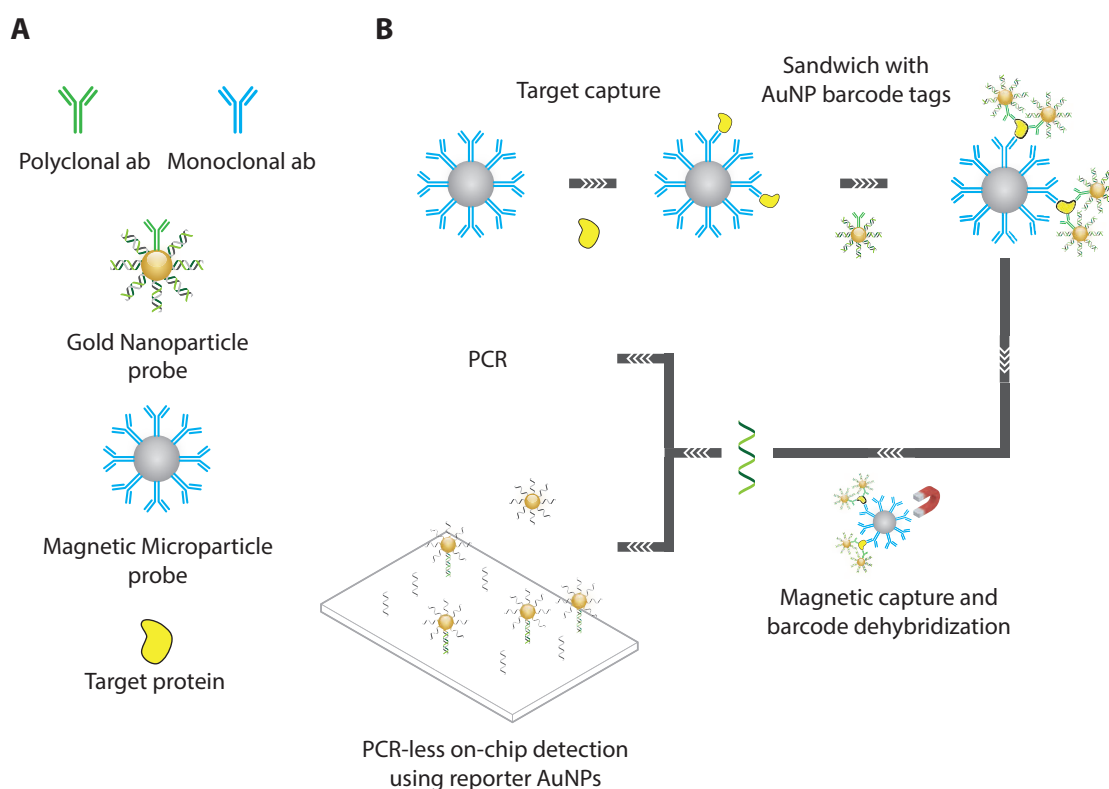 A
Polyclonal ab
Monoclonal ab
Gold Nanoparticle
probe
Magnetic Microparticle
probe
Target protein
B
Target capture
Sandwich with
AuNP barcode tags
PCR
Magnetic capture and
barcode dehybridization
PCR-less on-chip detection
using reporter AuNPs